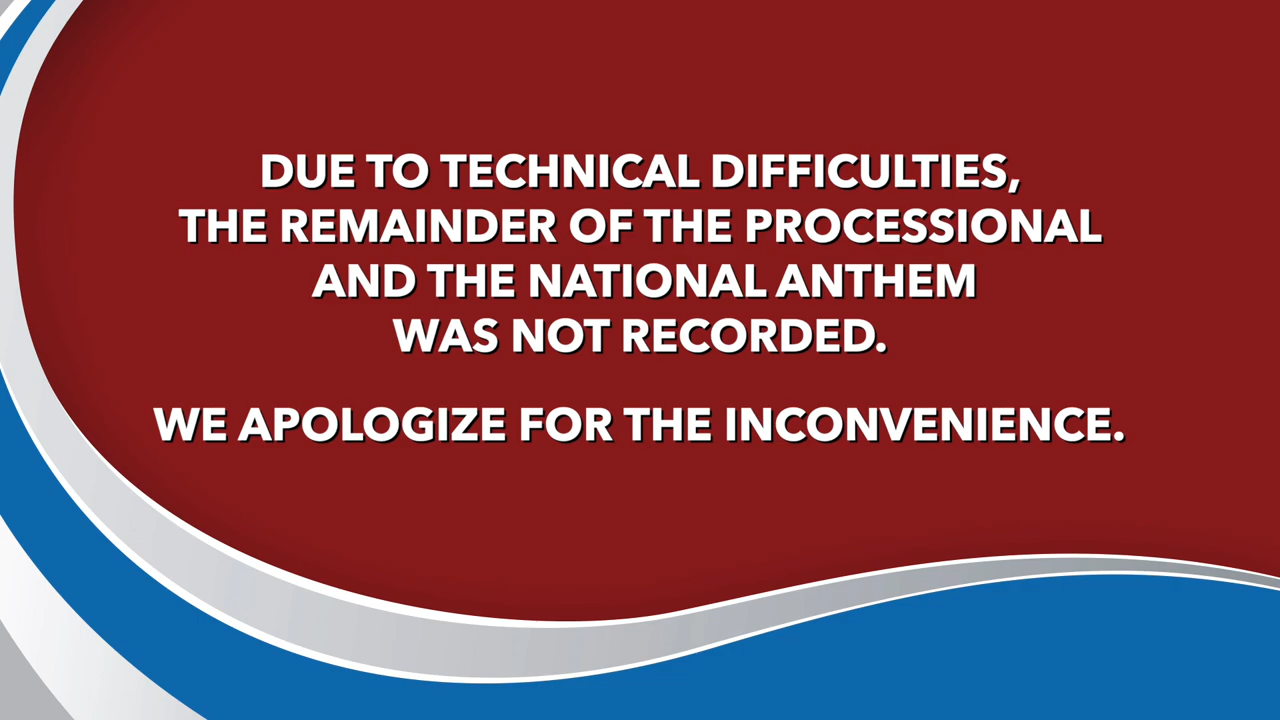 DUE TO TECHNICAL DIFFICULTIES,
THE REMAINDER OF THE PROCESSIONAL
AND THE NATIONAL ANTHEM
WAS NOT RECORDED.
WE APOLOGIZE FOR THE INCONVENIENCE.